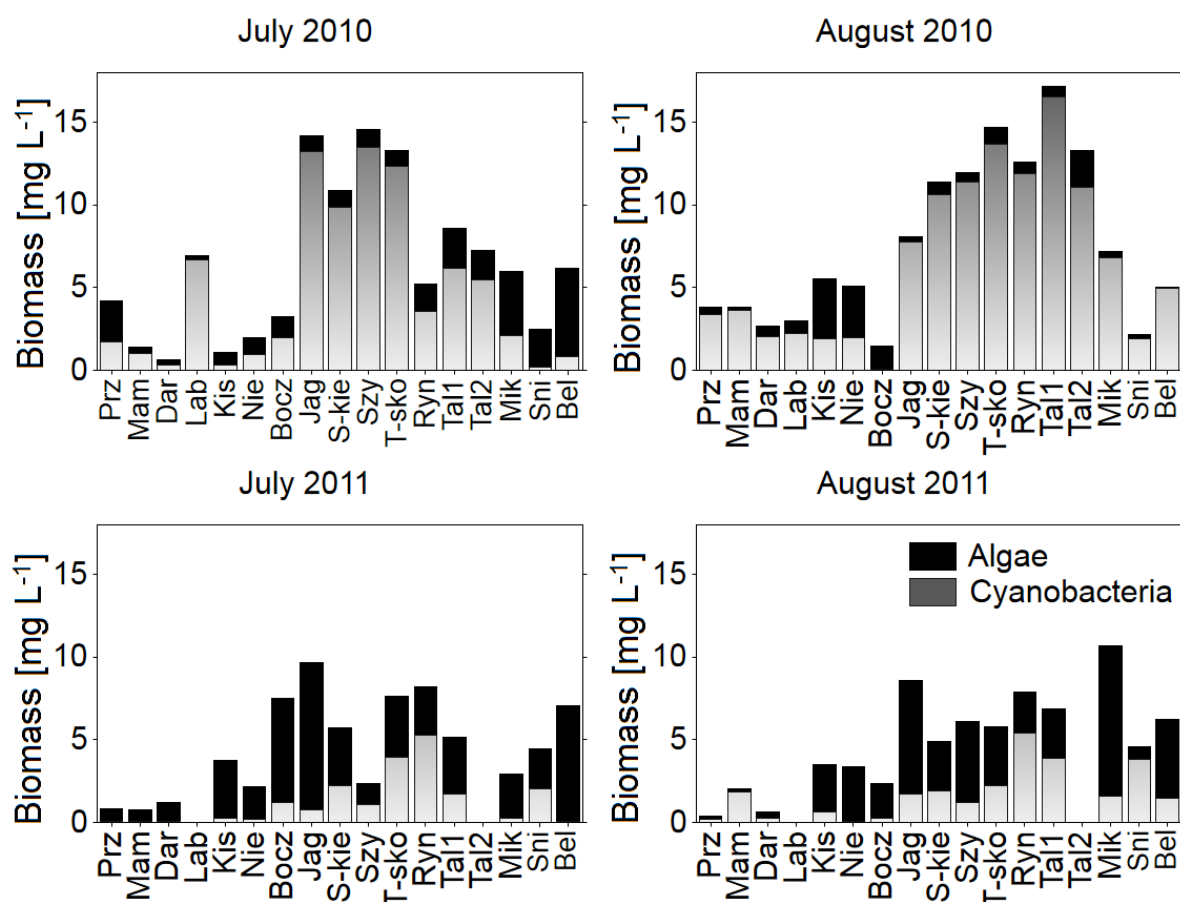 July 2010
Biomass [mg L-1]
15
10
5
0
Prz Mam Dar Lab Kis Nie Bocz Jag S-kie Szy T-sko Ryn Tal1 Tal2 Mik Sni Bel
August 2010
Biomass [mg L-1]
15
10
5
0
Prz Mam Dar Lab Kis Nie Bocz Jag S-kie Szy T-sko Ryn Tal1 Tal2 Mik Sni Bel
July 2011
Biomass [mg L-1]
15
10
5
0
Prz Mam Dar Lab Kis Nie Bocz Jag S-kie Szy T-sko Ryn Tal1 Tal2 Mik Sni Bel
August 2011
Biomass [mg L-1]
15
10
5
0
Algae
Cyanobacteria
Prz Mam Dar Lab Kis Nie Bocz Jag S-kie Szy T-sko Ryn Tal1 Tal2 Mik Sni Bel